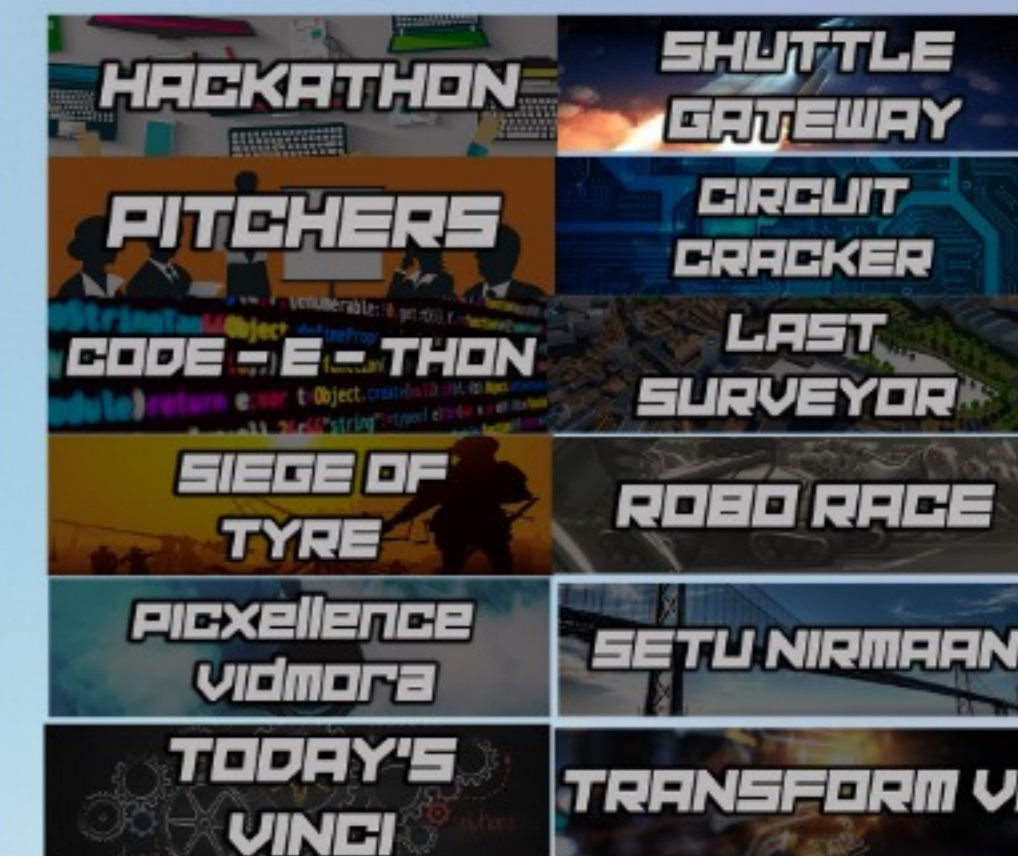 HACKATHON
SHUTTLE
GATEWAY
PITCHERS
CIRCUIT
CRACKER
CODE - E - THON
LAST
SURVEYOR
SIEGE OF
TYRE
ROBO RACE
PICXellence
vidmora
SETU NIRMAAN
TODAY'S
VINCI
TRANSFORM